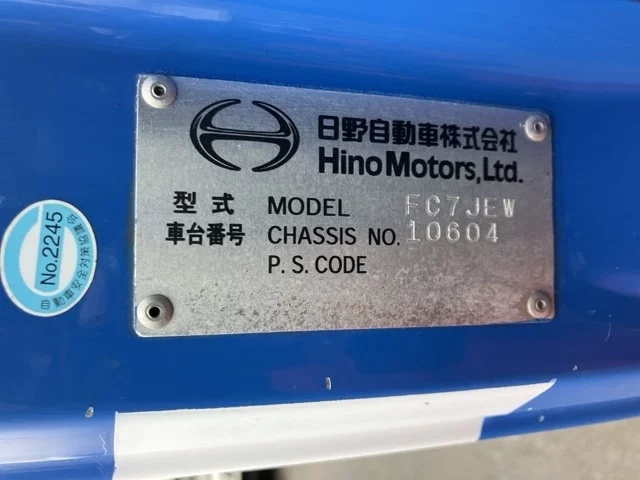 日野自動車株式会社
Hino Motors, Ltd.
型式 MODEL FC7JEW
車台番号 CHASSIS NO. 10604
P. S. CODE
No.2245